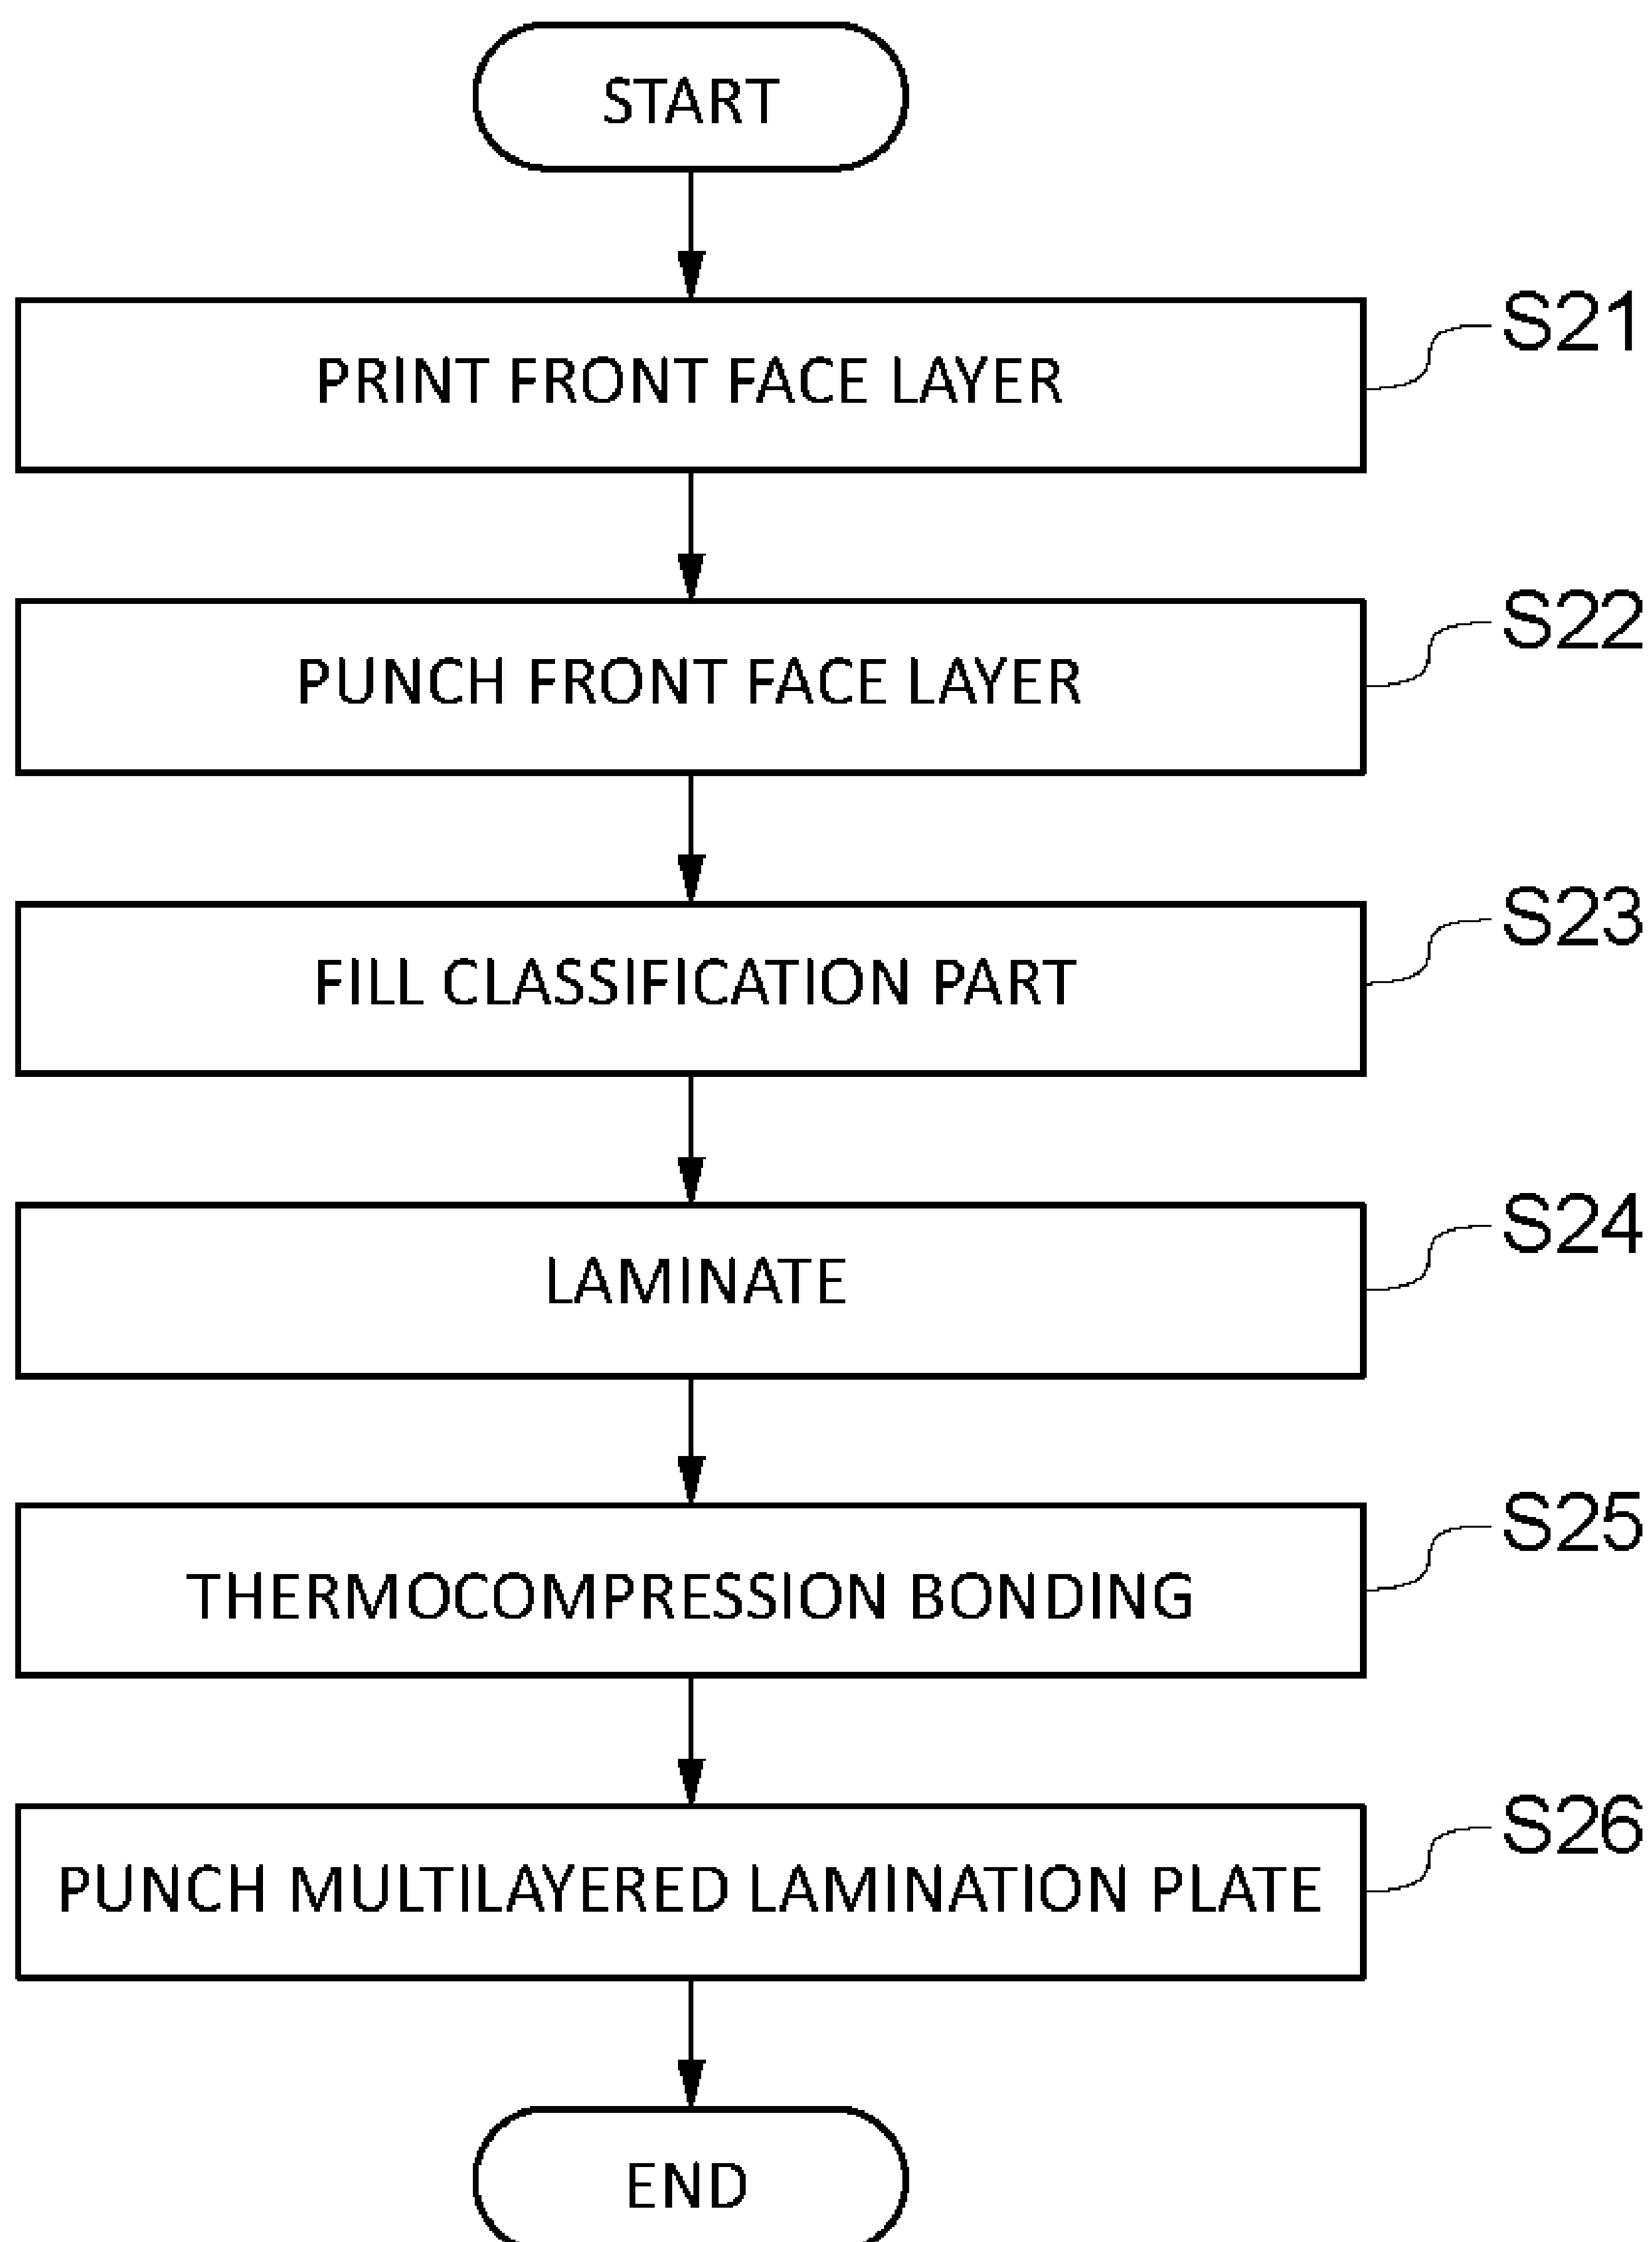 START
PRINT FRONT FACE LAYER
S21
PUNCH FRONT FACE LAYER
S22
FILL CLASSIFICATION PART
S23
LAMINATE
S24
THERMOCOMPRESSION BONDING
S25
PUNCH MULTILAYERED LAMINATION PLATE
S26
END